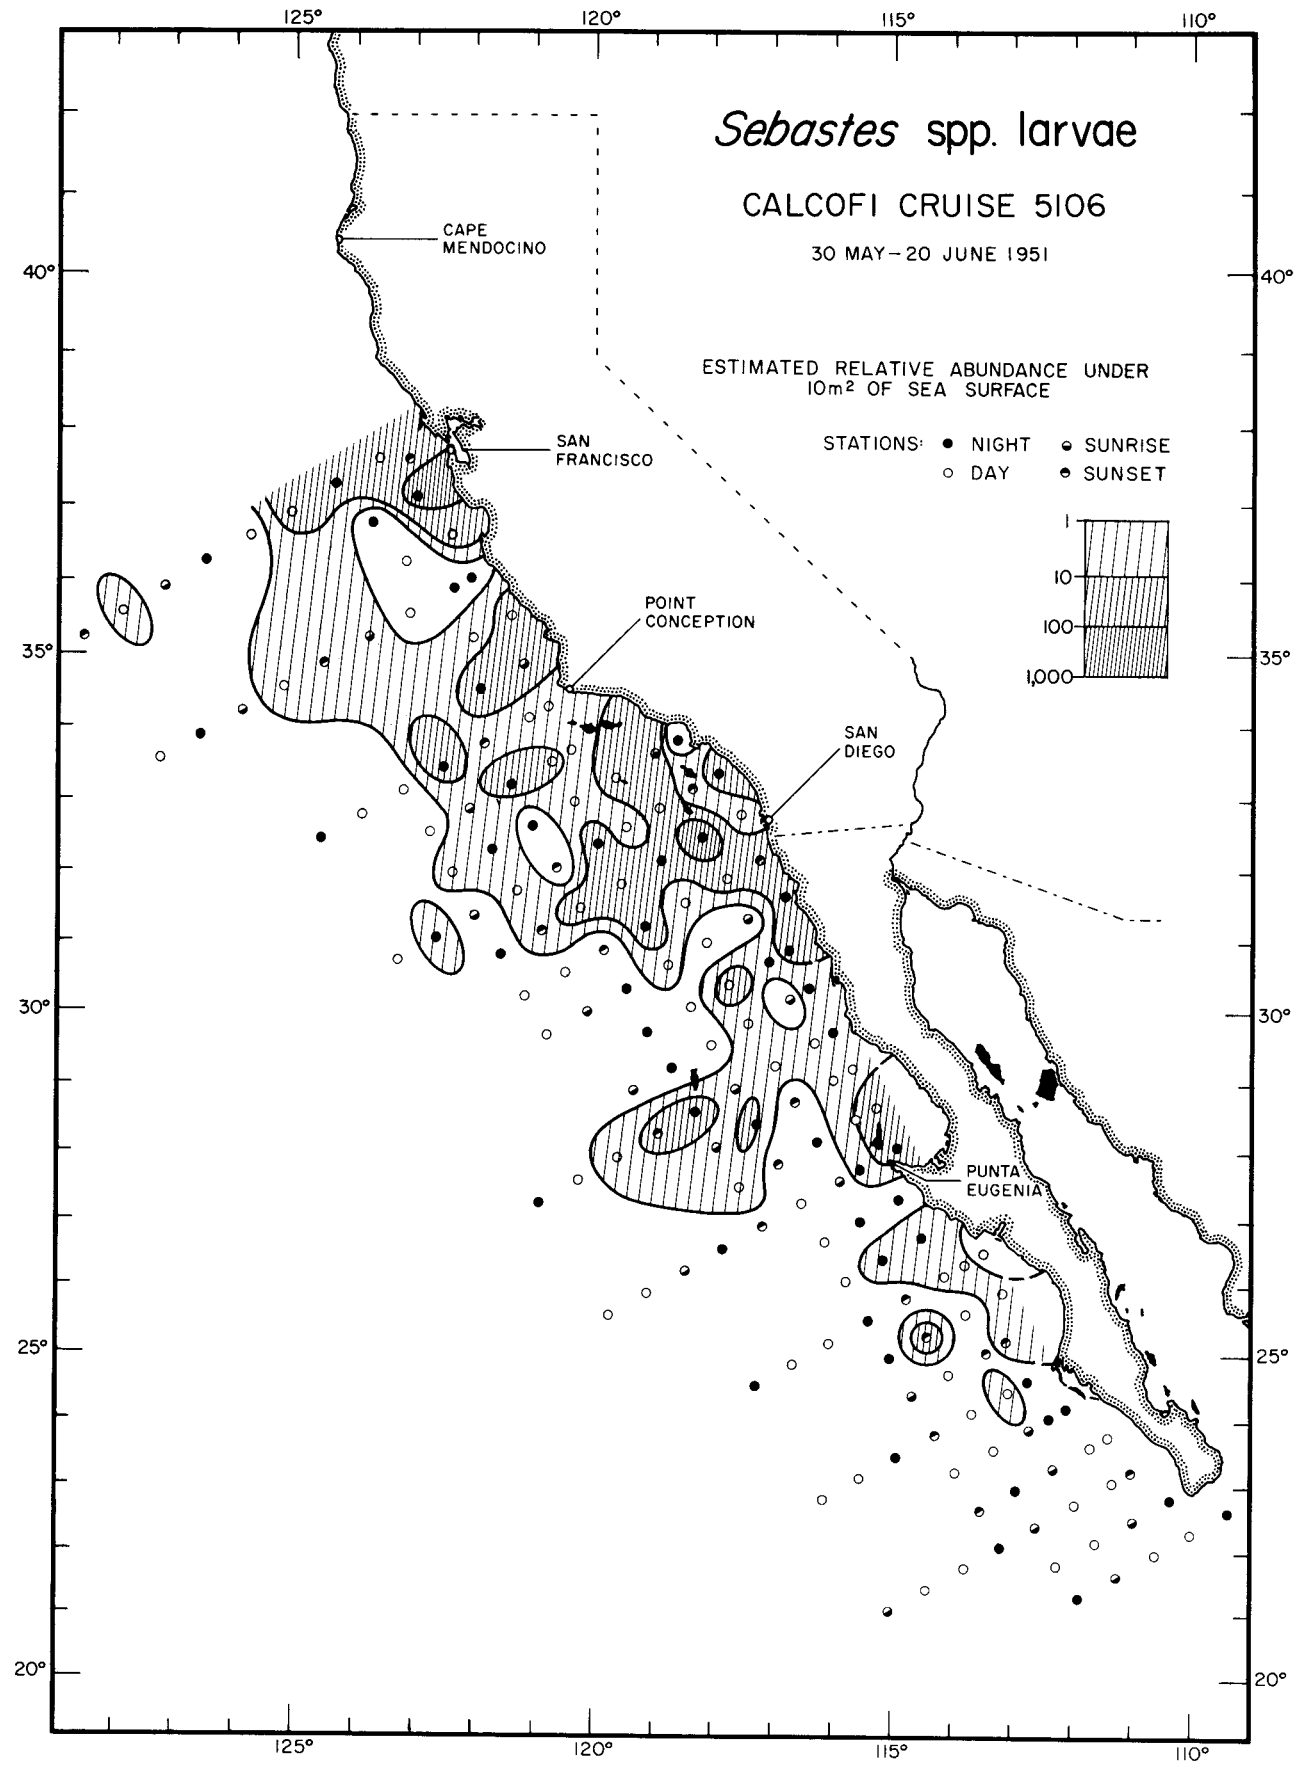 125° 120° 115° 110°
Sebastes spp. larvae
CALCOFI CRUISE 5106
30 MAY–20 JUNE 1951
CAPE
MENDOCINO
40° 40°
ESTIMATED RELATIVE ABUNDANCE UNDER
10m² OF SEA SURFACE
STATIONS: ● NIGHT SUNRISE
○ DAY SUNSET
SAN
FRANCISCO
1
10
100
1,000
POINT
CONCEPTION
35° 35°
SAN
DIEGO
30° 30°
PUNTA
EUGENIA
25° 25°
20° 20°
125° 120° 115° 110°